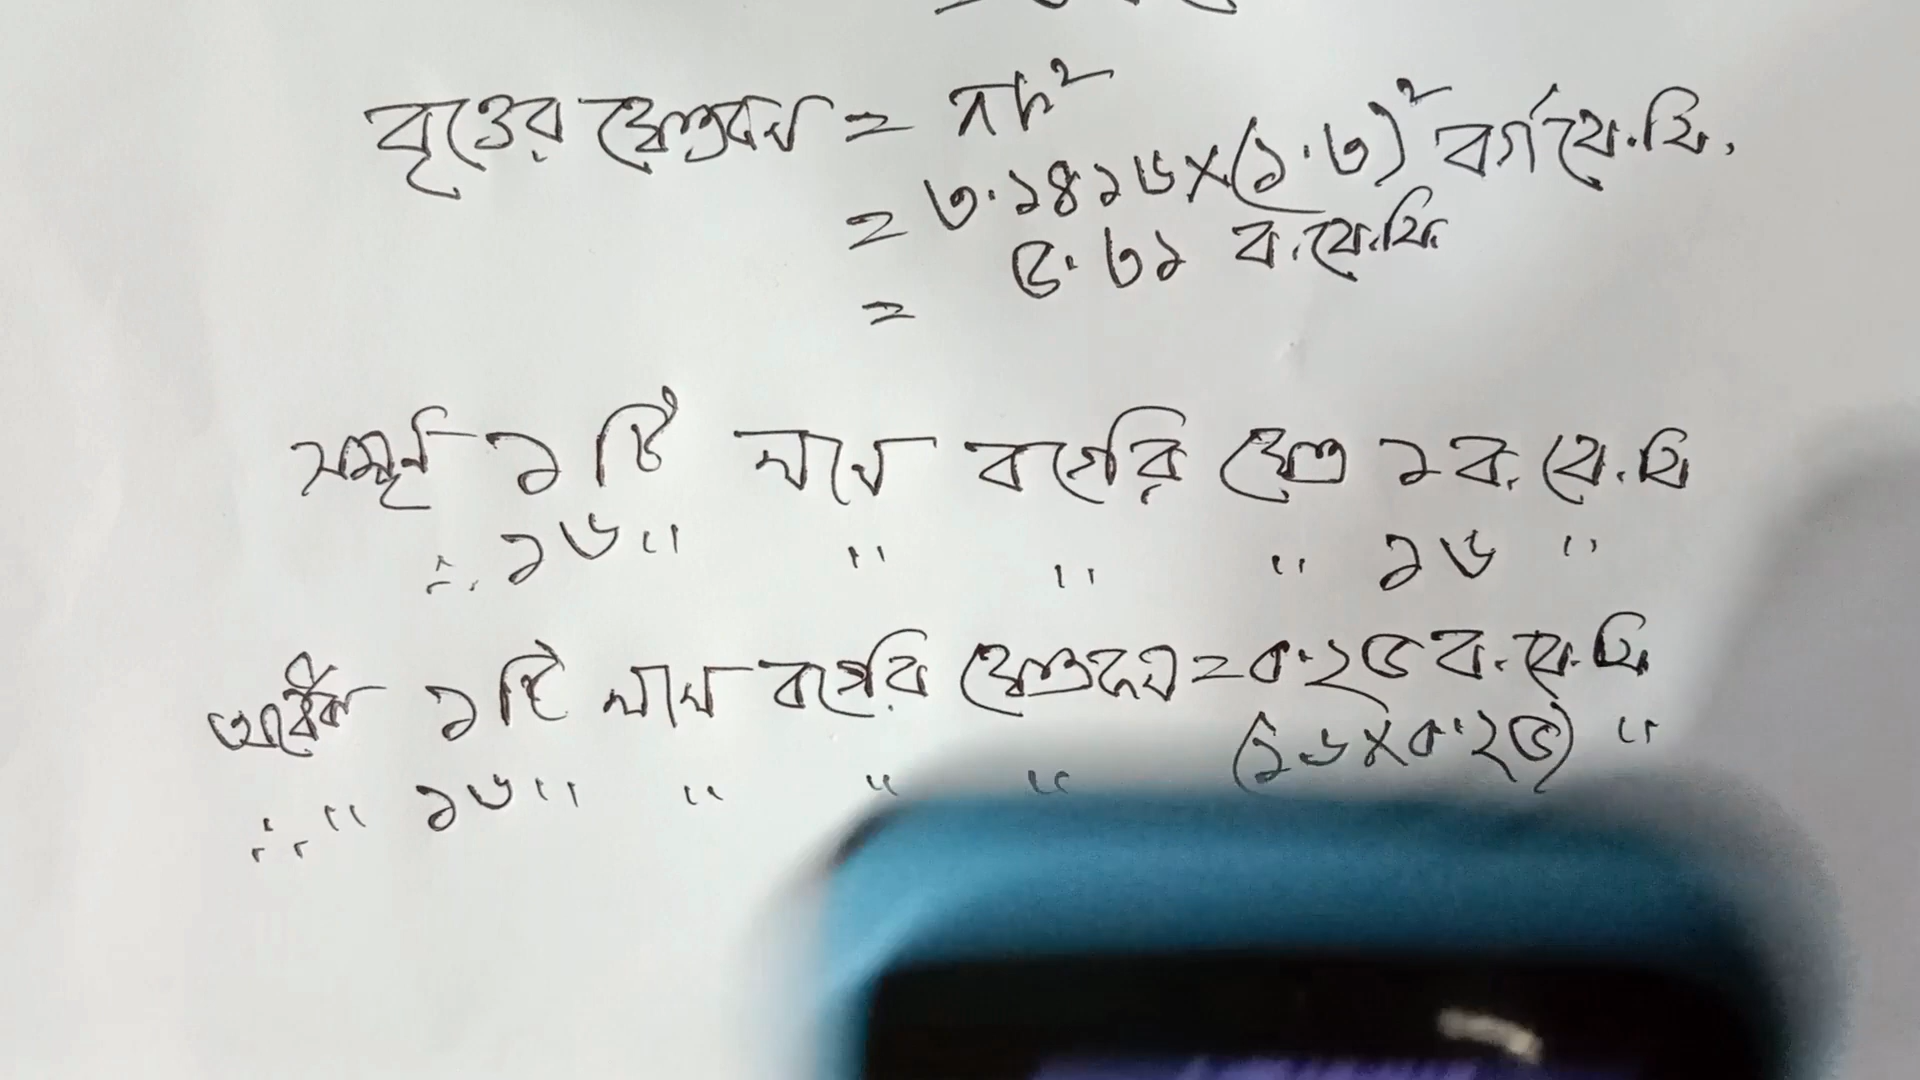 বৃত্তের ক্ষেত্রফল = πr²
= ৩.১৪১৬×(১.৩)² বর্গ সে.মি.
= ৫.৩১ ব.সে.মি.
সম্পূর্ণ ১টি লাল বর্গের ক্ষেত্র ১ ব. সে. মি
∴ ১৬ " " " " ১৬ "
অর্ধেক ১টি লাল বর্গের ক্ষেত্রফল = ০.২৫ ব. সে. মি
∴ " ১৬ " " " " (১৬×০.২৫) "